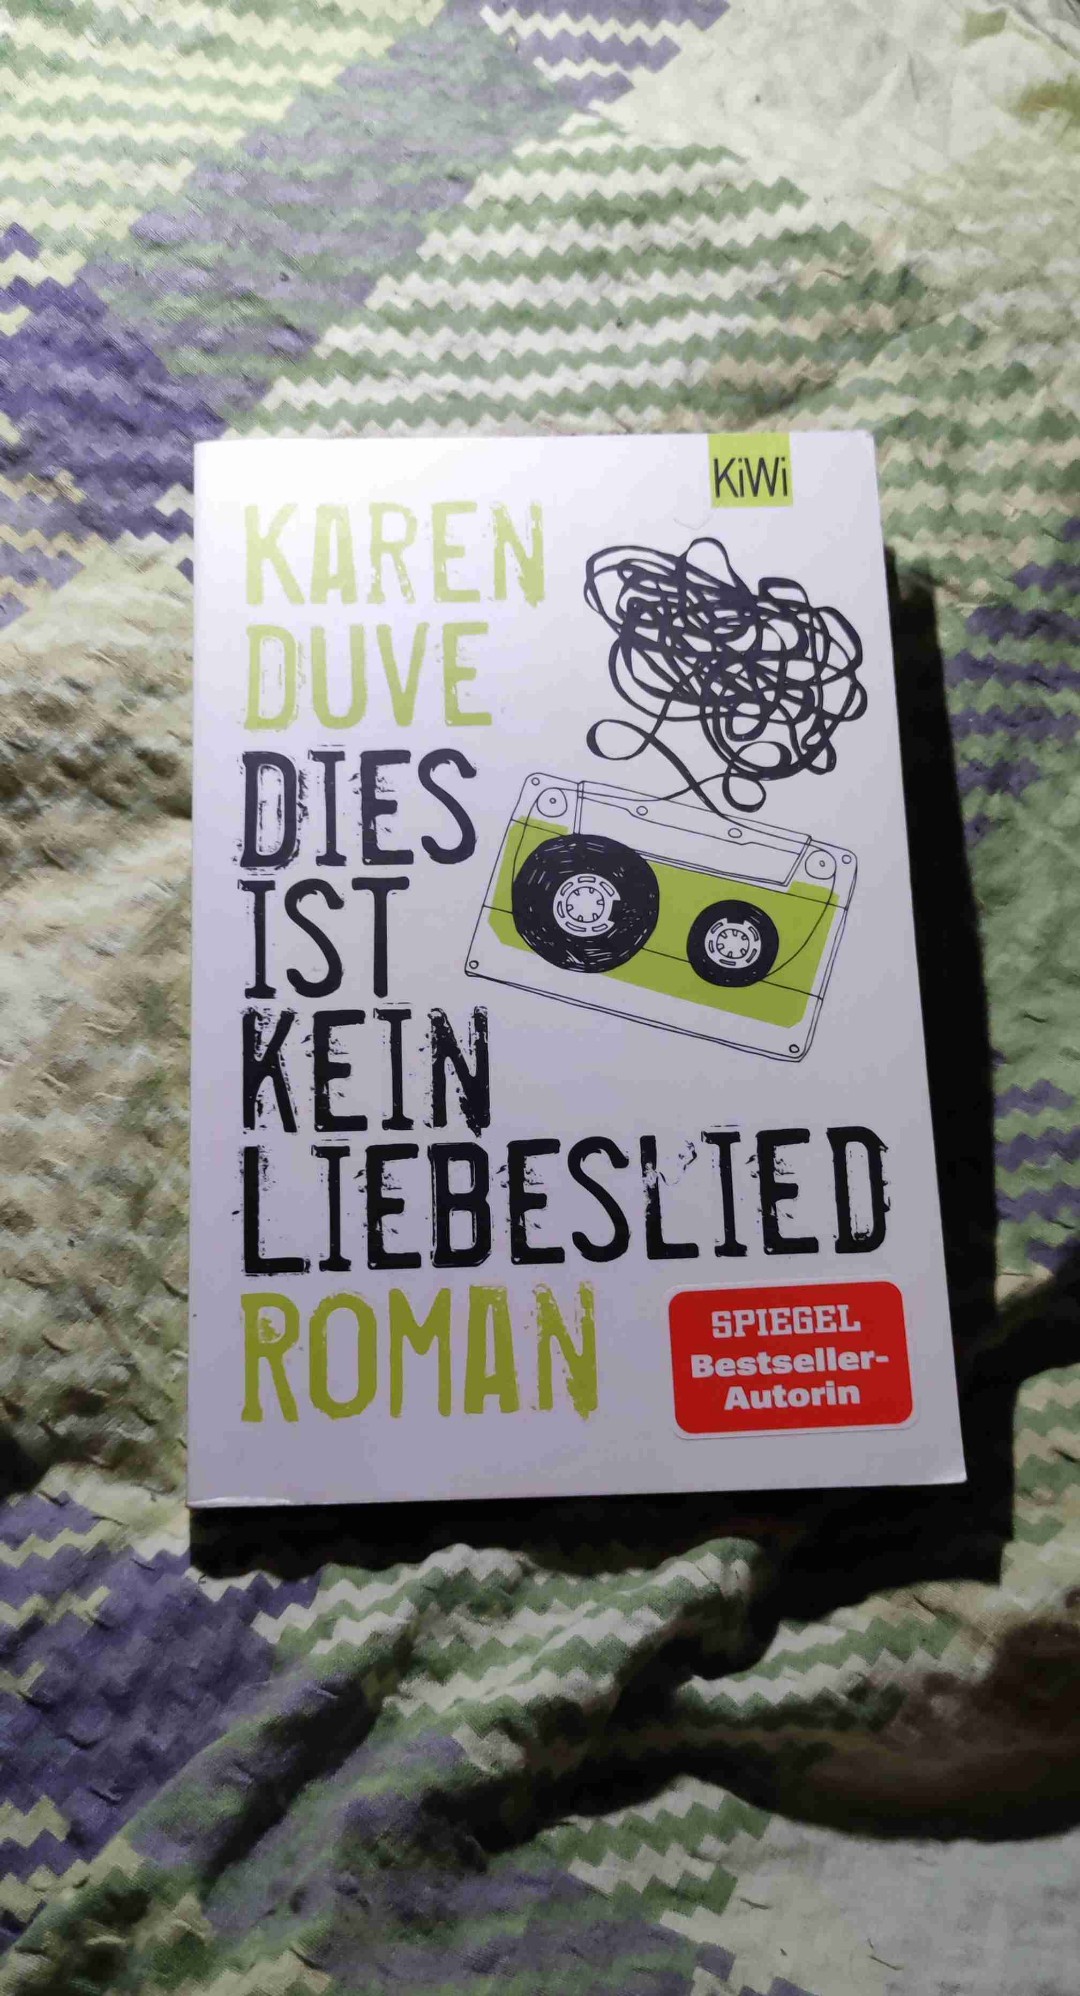 KiWi
KAREN
DUVE
DIES
IST
KEIN
LIEBESLIED
ROMAN
SPIEGEL
Bestseller-
Autorin